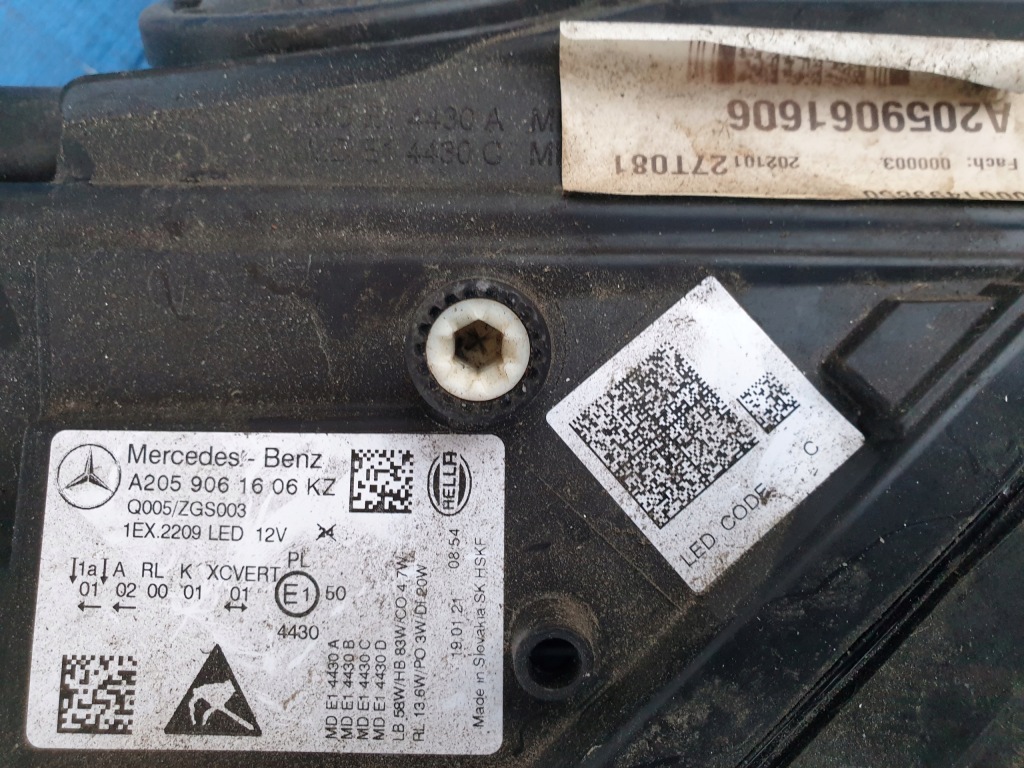 4430 A
4430 C
A2059061606
Fach: 000003 202101 27T081
Mercedes-Benz
A205 906 16 06 KZ
Q005/ZGS003
1EX.2209 LED 12V
HELLA
1a A RL K XCVERT PL
01 02 00 01 01 E1 50
4430
MD E1 4430 A
MD E1 4430 B
MD E1 4430 C
MD E1 4430 D
LB 58W/HB 83W/CO 4.7W
RL 13.6W/PO 3W/DI 20W
19.01.21 08:54
Made in Slovakia SK HSKF
LED CODE C